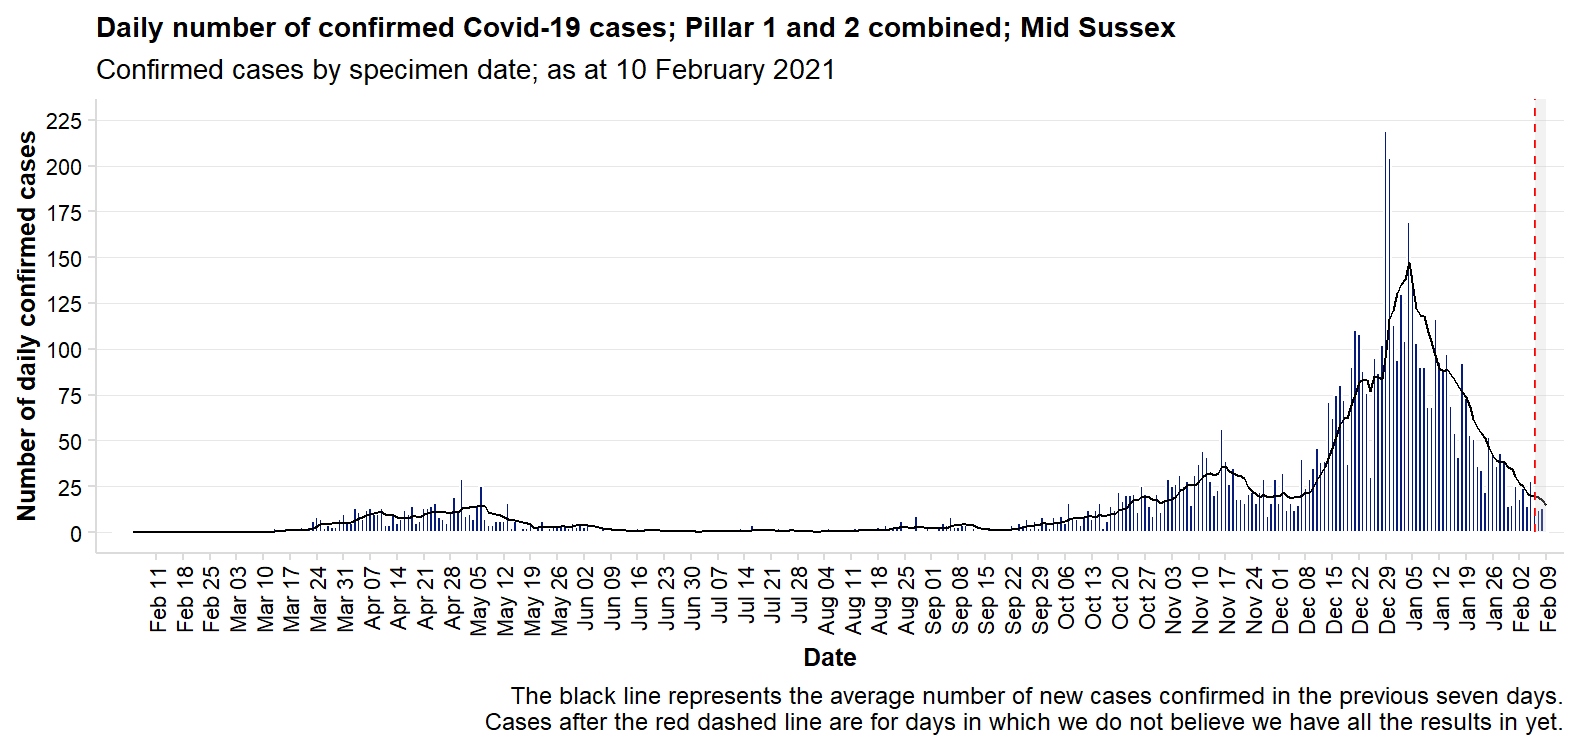 Daily number of confirmed Covid-19 cases; Pillar 1 and 2 combined; Mid Sussex
Confirmed cases by specimen date; as at 10 February 2021
Number of daily confirmed cases
225
200
175
150
125
100
75
50
25
0
Feb 11
Feb 18
Feb 25
Mar 03
Mar 10
Mar 17
Mar 24
Mar 31
Apr 07
Apr 14
Apr 21
Apr 28
May 05
May 12
May 19
May 26
Jun 02
Jun 09
Jun 16
Jun 23
Jun 30
Jul 07
Jul 14
Jul 21
Jul 28
Aug 04
Aug 11
Aug 18
Aug 25
Sep 01
Sep 08
Sep 15
Sep 22
Sep 29
Oct 06
Oct 13
Oct 20
Oct 27
Nov 03
Nov 10
Nov 17
Nov 24
Dec 01
Dec 08
Dec 15
Dec 22
Dec 29
Jan 05
Jan 12
Jan 19
Jan 26
Feb 02
Feb 09
Date
The black line represents the average number of new cases confirmed in the previous seven days.
Cases after the red dashed line are for days in which we do not believe we have all the results in yet.